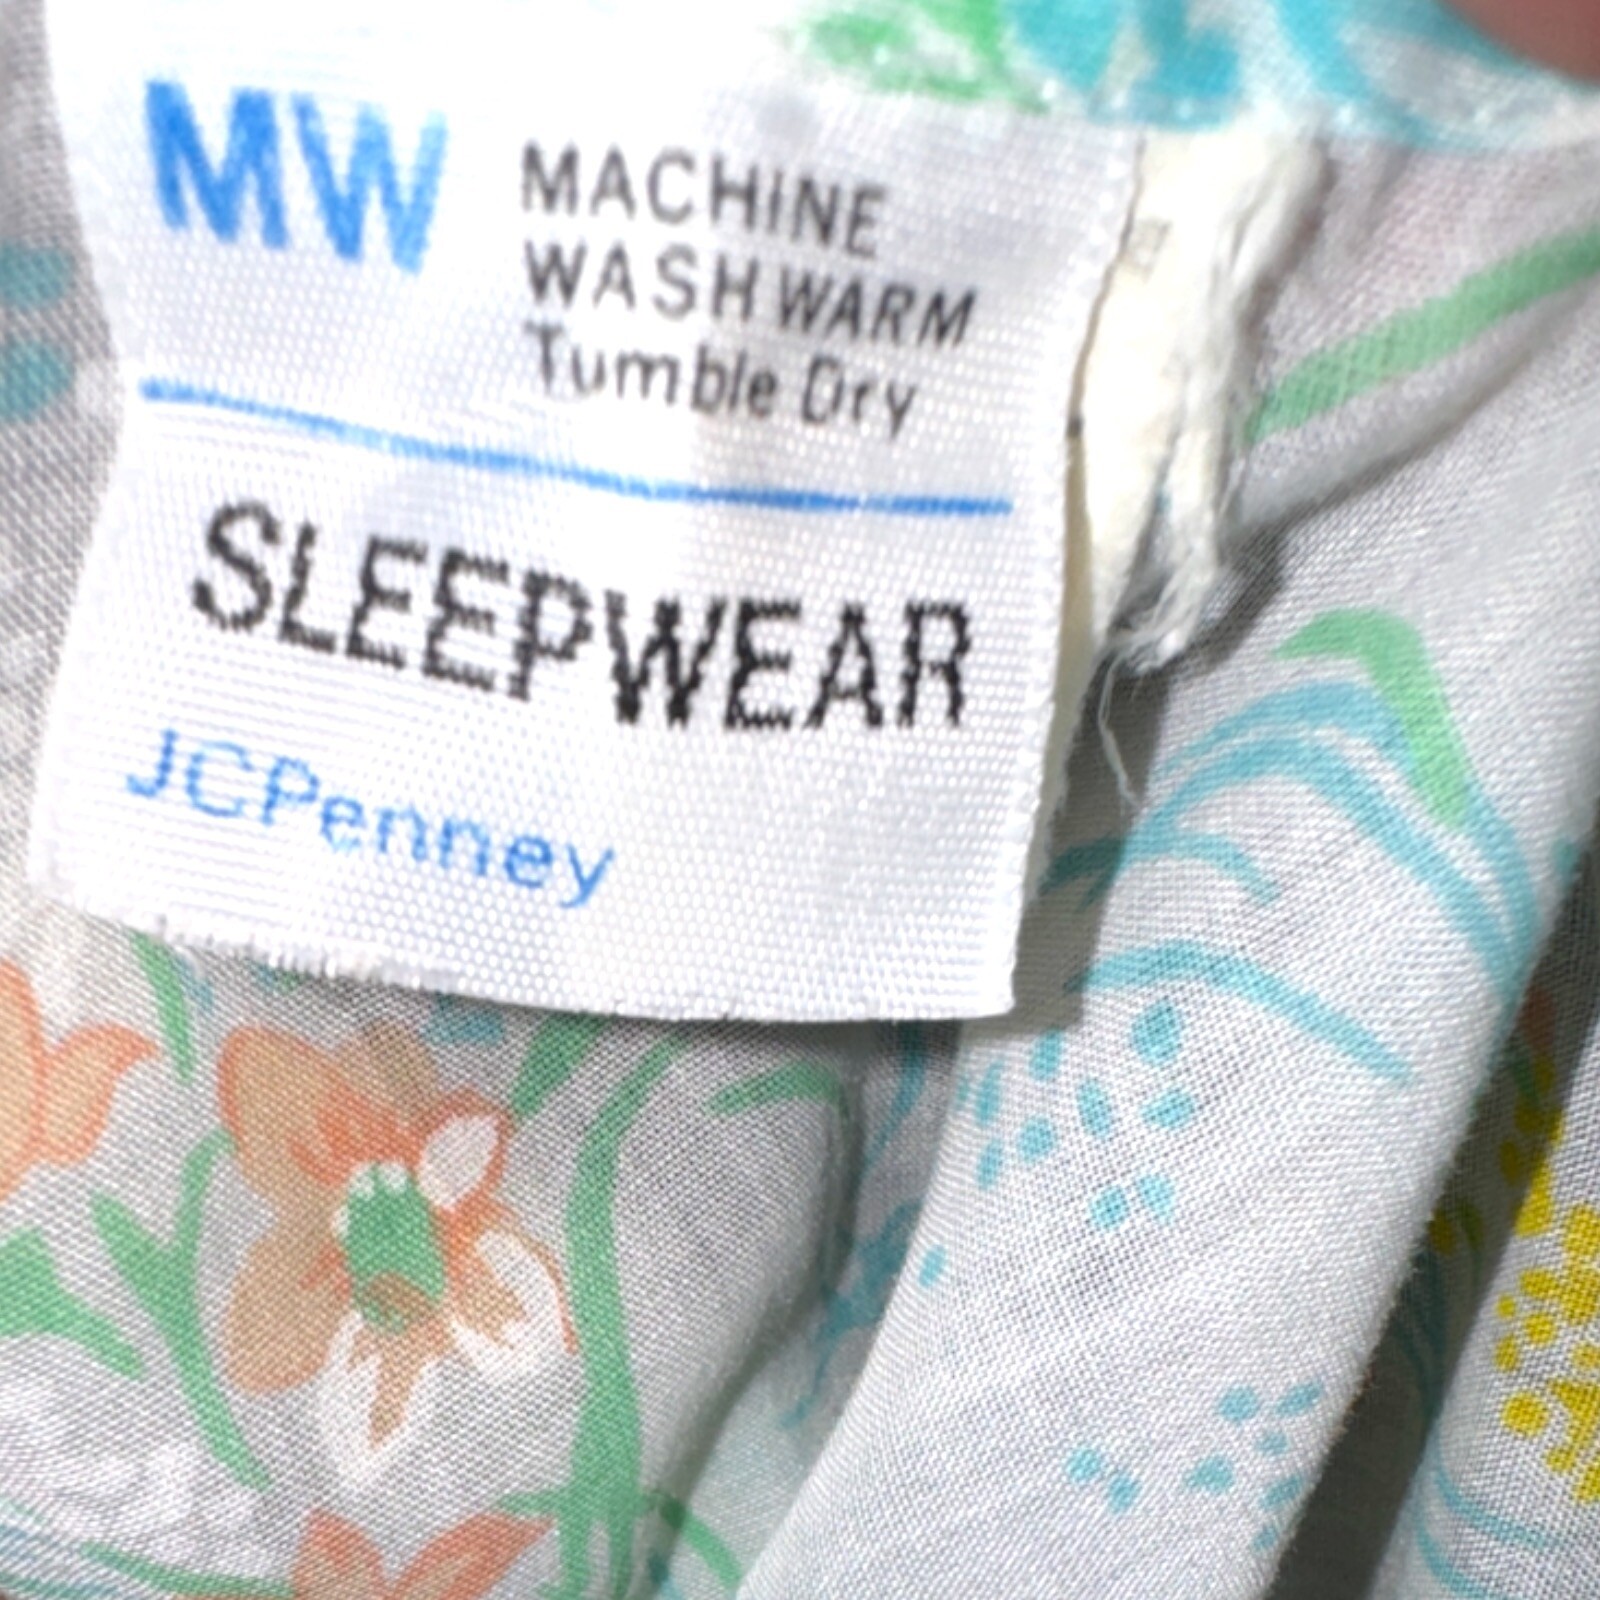 MW
MACHINE
WASH WARM
Tumble Dry
SLEEPWEAR
JCPenney